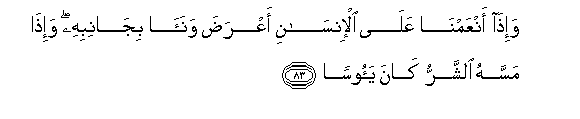 وَإِذَآ أَنْعَمْنَا عَلَى ٱلْإِنسَـٰنِ أَعْرَضَ وَنَـَٔا بِجَانِبِهِۦ ۖ وَإِذَا
مَسَّهُ ٱلشَّرُّ كَانَ يَـُٔوسًا ٨٣